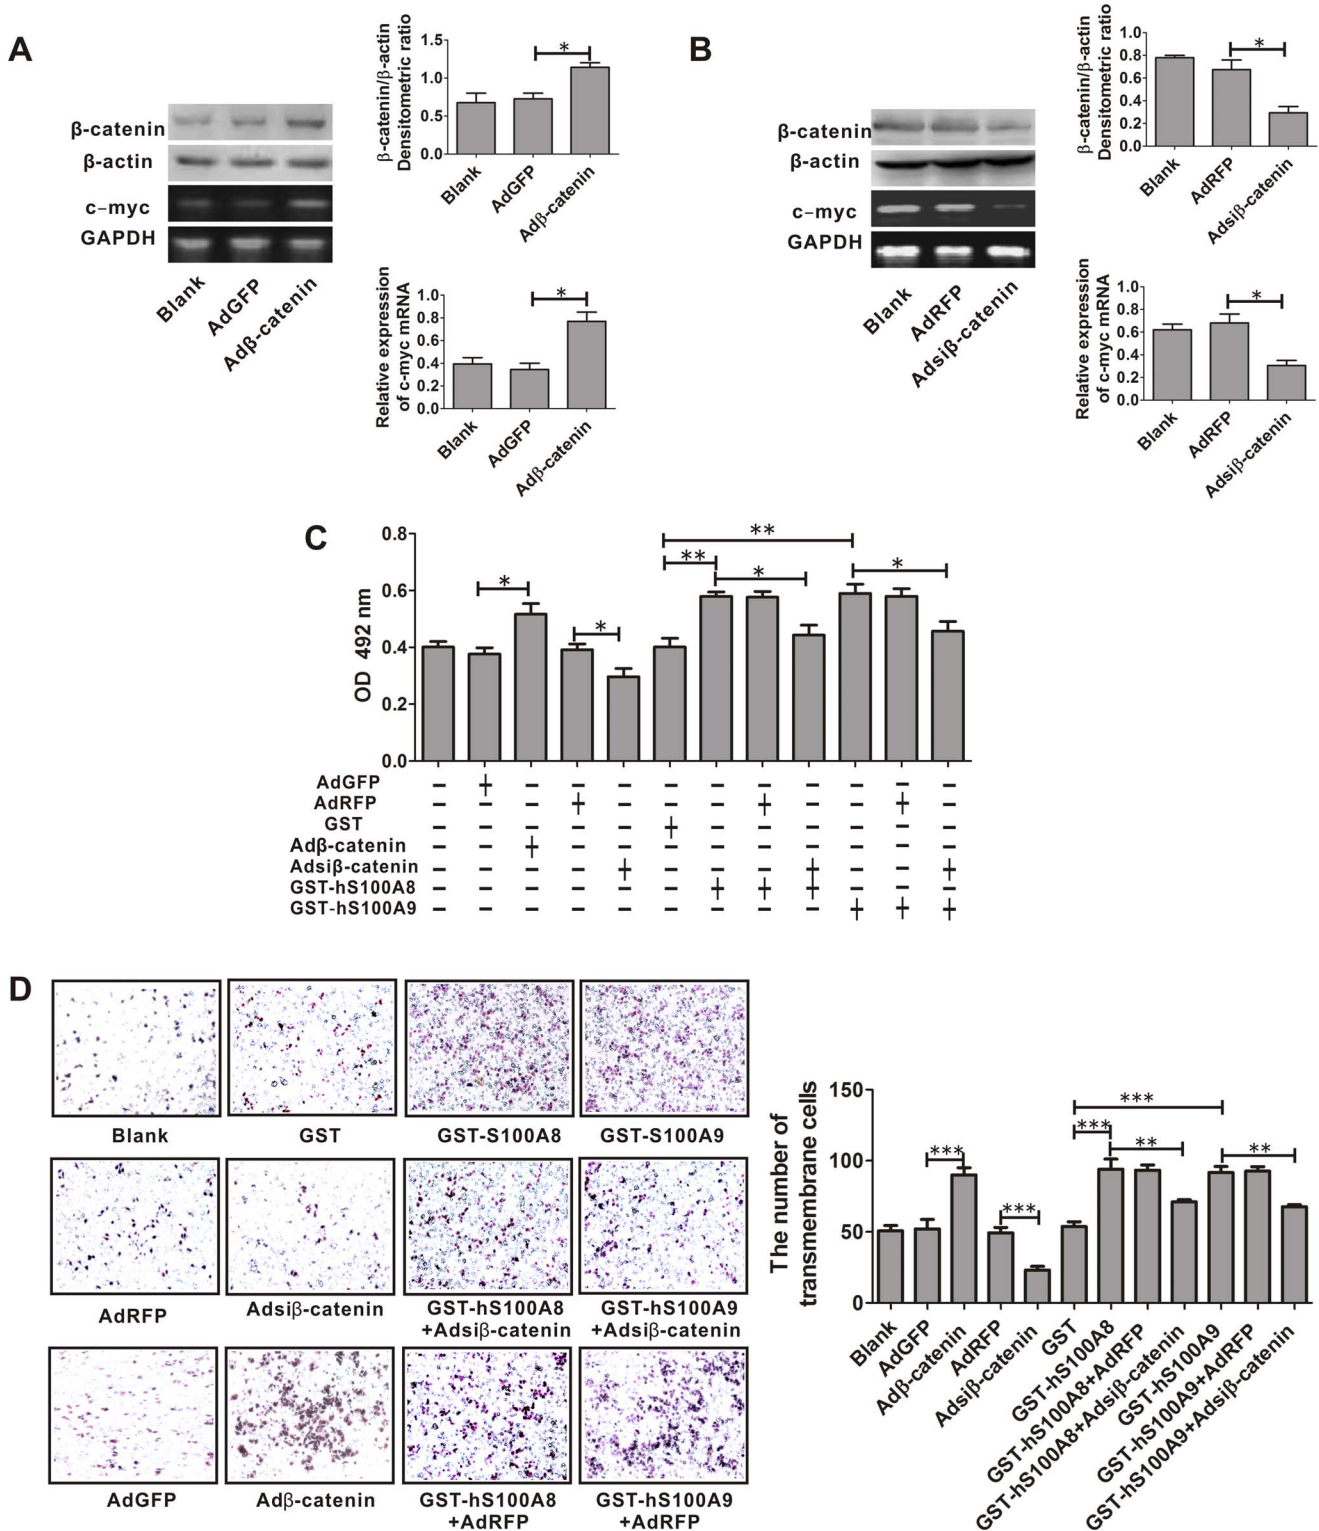 A
β-catenin
β-actin
c-myc
GAPDH
Blank
AdGFP
Adβ-catenin
β-catenin/β-actin
Densitometric ratio
1.5
1.0
0.5
0.0
*
Blank
AdGFP
Adβ-catenin
Relative expression
of c-myc mRNA
1.0
0.8
0.6
0.4
0.2
0.0
*
Blank
AdGFP
Adβ-catenin
B
β-catenin
β-actin
c-myc
GAPDH
Blank
AdRFP
Adsiβ-catenin
β-catenin/β-actin
Densitometric ratio
1.0
0.8
0.6
0.4
0.2
0.0
*
Blank
AdRFP
Adsiβ-catenin
Relative expression
of c-myc mRNA
1.0
0.8
0.6
0.4
0.2
0.0
*
Blank
AdRFP
Adsiβ-catenin
C
OD 492 nm
0.8
0.6
0.4
0.2
0.0
* * ** ** * *
AdGFP − + − − − − − − − − − −
AdRFP − − − + − − − + − − + −
GST − − − − − + − − − − − −
Adβ-catenin − − + − − − − − − − − −
Adsiβ-catenin − − − − + − − − + − − +
GST-hS100A8 − − − − − − + + + − − −
GST-hS100A9 − − − − − − − − − + + +
D
Blank
GST
GST-S100A8
GST-S100A9
AdRFP
Adsiβ-catenin
GST-hS100A8
+Adsiβ-catenin
GST-hS100A9
+Adsiβ-catenin
AdGFP
Adβ-catenin
GST-hS100A8
+AdRFP
GST-hS100A9
+AdRFP
The number of
transmembrane cells
150
100
50
0
*** *** *** *** ** **
Blank
AdGFP
Adβ-catenin
AdRFP
Adsiβ-catenin
GST
GST-hS100A8
GST-hS100A8+AdRFP
GST-hS100A8+Adsiβ-catenin
GST-hS100A9
GST-hS100A9+AdRFP
GST-hS100A9+Adsiβ-catenin